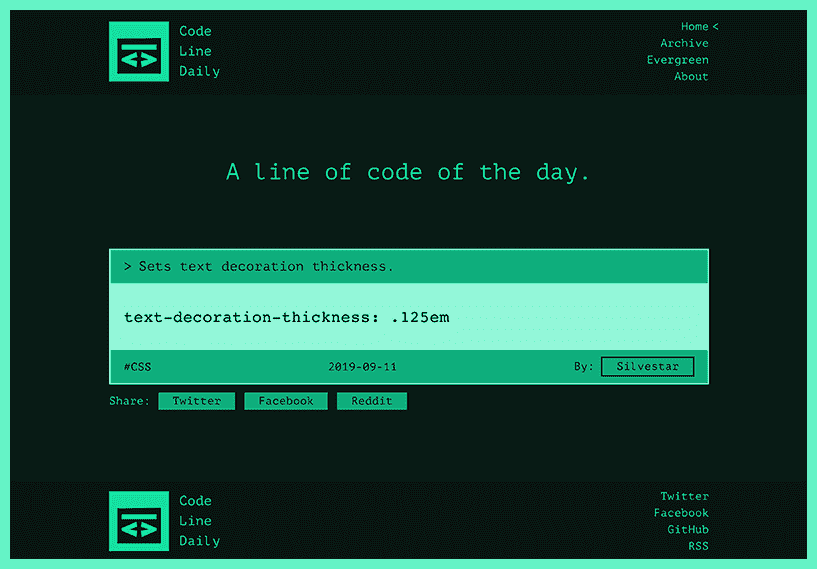 Code
Line
Daily
Home <
Archive
Evergreen
About
A line of code of the day.
> Sets text decoration thickness.
text-decoration-thickness: .125em
#CSS 2019-09-11 By: Silvestar
Share: Twitter Facebook Reddit
Code
Line
Daily
Twitter
Facebook
GitHub
RSS